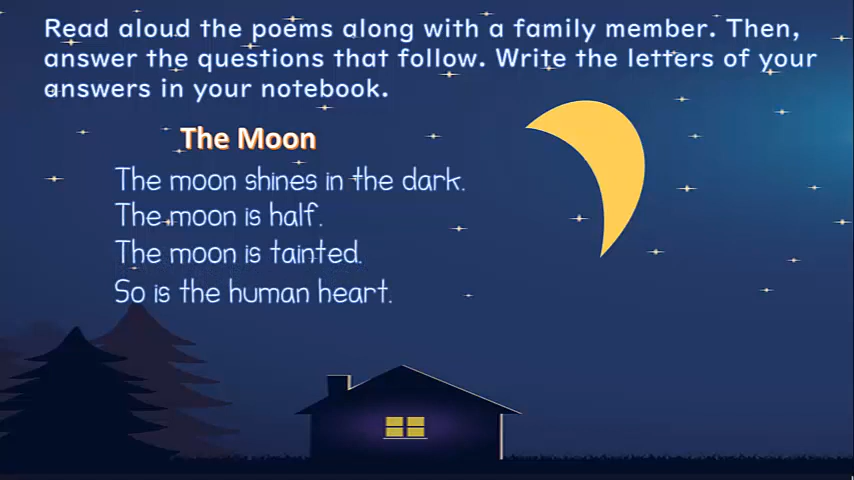 Read aloud the poems along with a family member. Then,
answer the questions that follow. Write the letters of your
answers in your notebook.
The Moon
The moon shines in the dark.
The moon is half.
The moon is tainted.
So is the human heart.